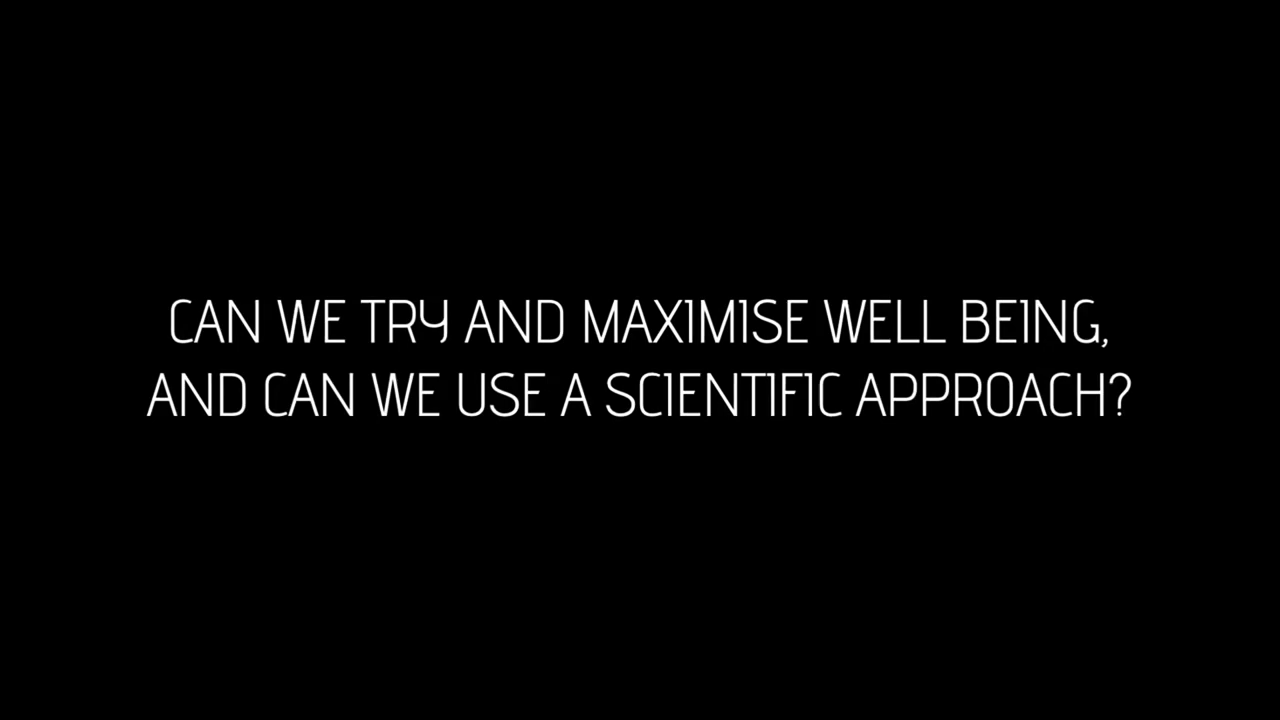 CAN WE TRY AND MAXIMISE WELL BEING,
AND CAN WE USE A SCIENTIFIC APPROACH?